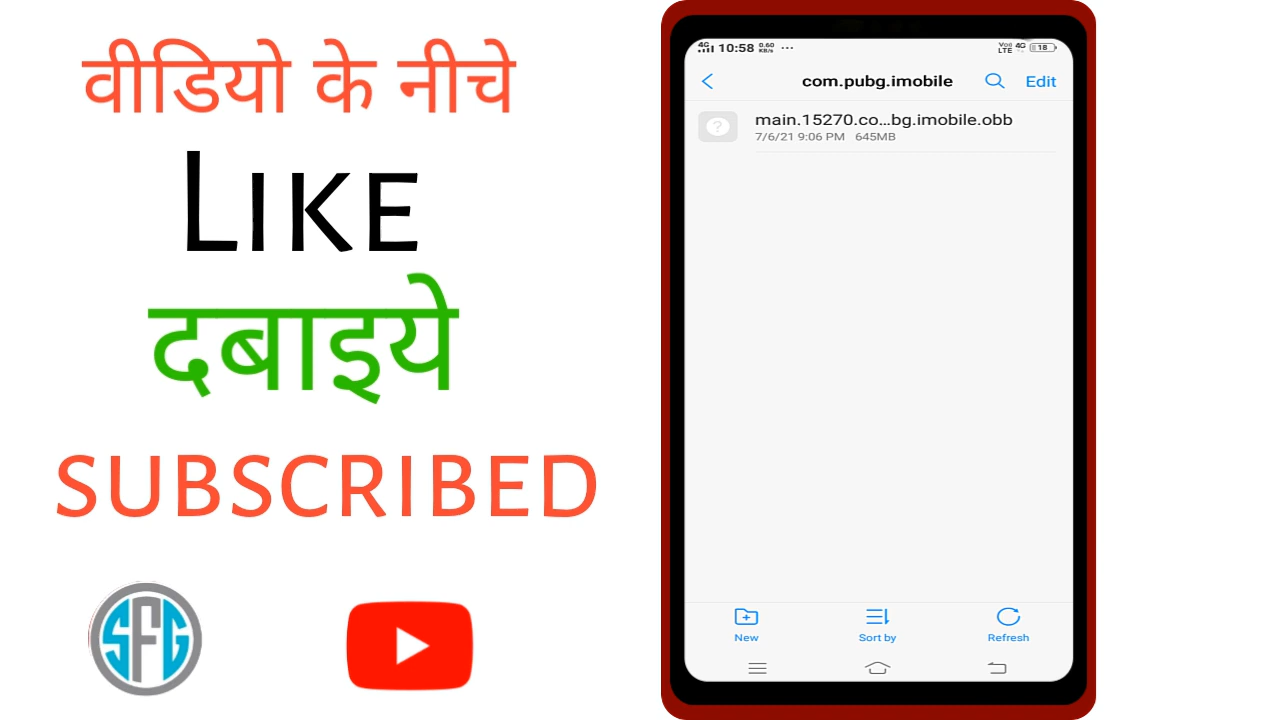 वीडियो के नीचे
LIKE
दबाइये
SUBSCRIBED
SFG
4G 10:58 0.60 KB/s ... Voo LTE 4G 18
com.pubg.imobile Edit
main.15270.co...bg.imobile.obb
7/6/21 9:06 PM 645MB
New Sort by Refresh